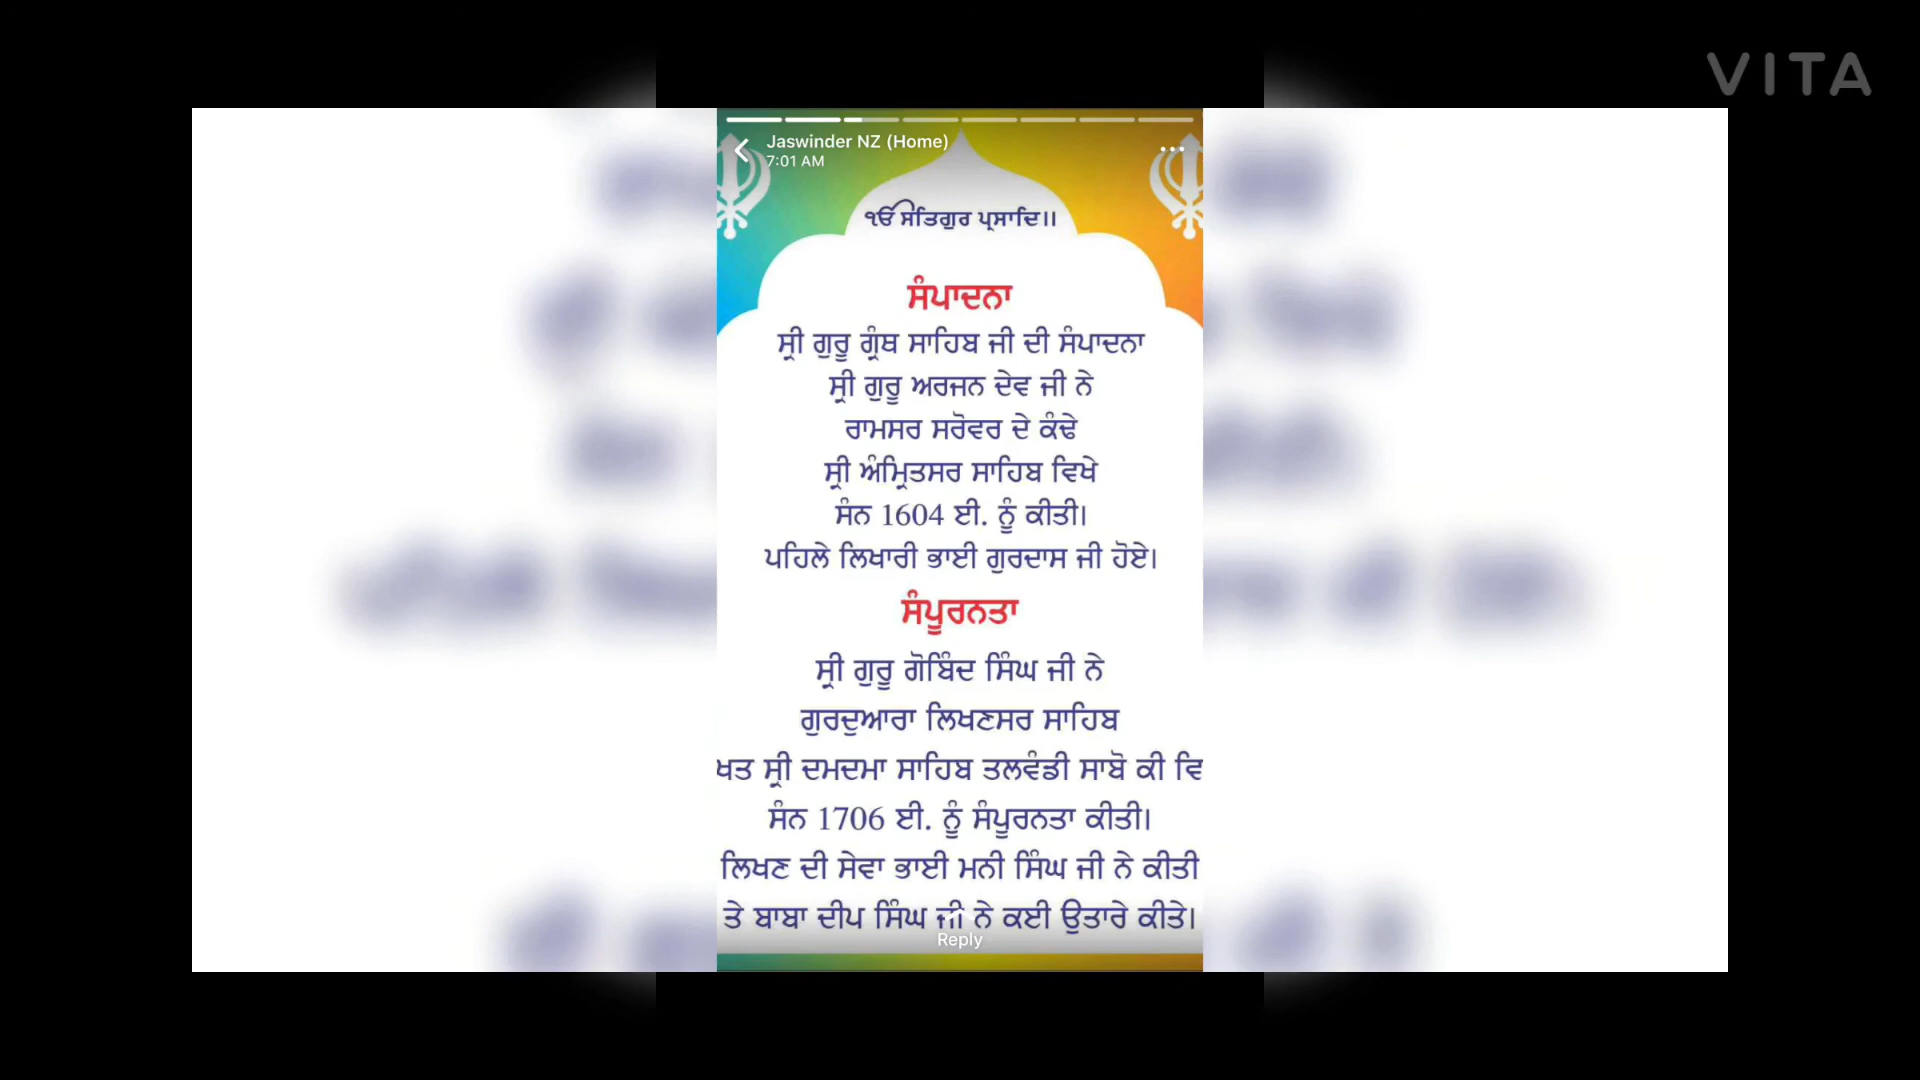 VITA
Jaswinder NZ (Home)
7:01 AM
ੴ ਸਤਿਗੁਰ ਪ੍ਰਸਾਦਿ।।
ਸੰਪਾਦਨਾ
ਸ੍ਰੀ ਗੁਰੂ ਗ੍ਰੰਥ ਸਾਹਿਬ ਜੀ ਦੀ ਸੰਪਾਦਨਾ
ਸ੍ਰੀ ਗੁਰੂ ਅਰਜਨ ਦੇਵ ਜੀ ਨੇ
ਰਾਮਸਰ ਸਰੋਵਰ ਦੇ ਕੰਢੇ
ਸ੍ਰੀ ਅੰਮ੍ਰਿਤਸਰ ਸਾਹਿਬ ਵਿਖੇ
ਸੰਨ 1604 ਈ. ਨੂੰ ਕੀਤੀ।
ਪਹਿਲੇ ਲਿਖਾਰੀ ਭਾਈ ਗੁਰਦਾਸ ਜੀ ਹੋਏ।
ਸੰਪੂਰਨਤਾ
ਸ੍ਰੀ ਗੁਰੂ ਗੋਬਿੰਦ ਸਿੰਘ ਜੀ ਨੇ
ਗੁਰਦੁਆਰਾ ਲਿਖਣਸਰ ਸਾਹਿਬ
ਖਤ ਸ੍ਰੀ ਦਮਦਮਾ ਸਾਹਿਬ ਤਲਵੰਡੀ ਸਾਬੋ ਕੀ ਵਿ
ਸੰਨ 1706 ਈ. ਨੂੰ ਸੰਪੂਰਨਤਾ ਕੀਤੀ।
ਲਿਖਣ ਦੀ ਸੇਵਾ ਭਾਈ ਮਨੀ ਸਿੰਘ ਜੀ ਨੇ ਕੀਤੀ
ਤੇ ਬਾਬਾ ਦੀਪ ਸਿੰਘ ਜੀ ਨੇ ਕਈ ਉਤਾਰੇ ਕੀਤੇ।
Reply